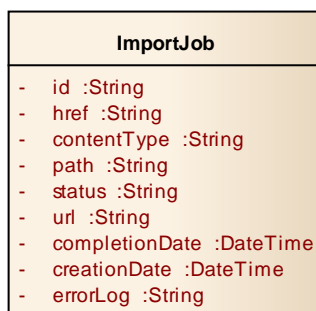 ImportJob
- id :String
- href :String
- contentType :String
- path :String
- status :String
- url :String
- completionDate :DateTime
- creationDate :DateTime
- errorLog :String